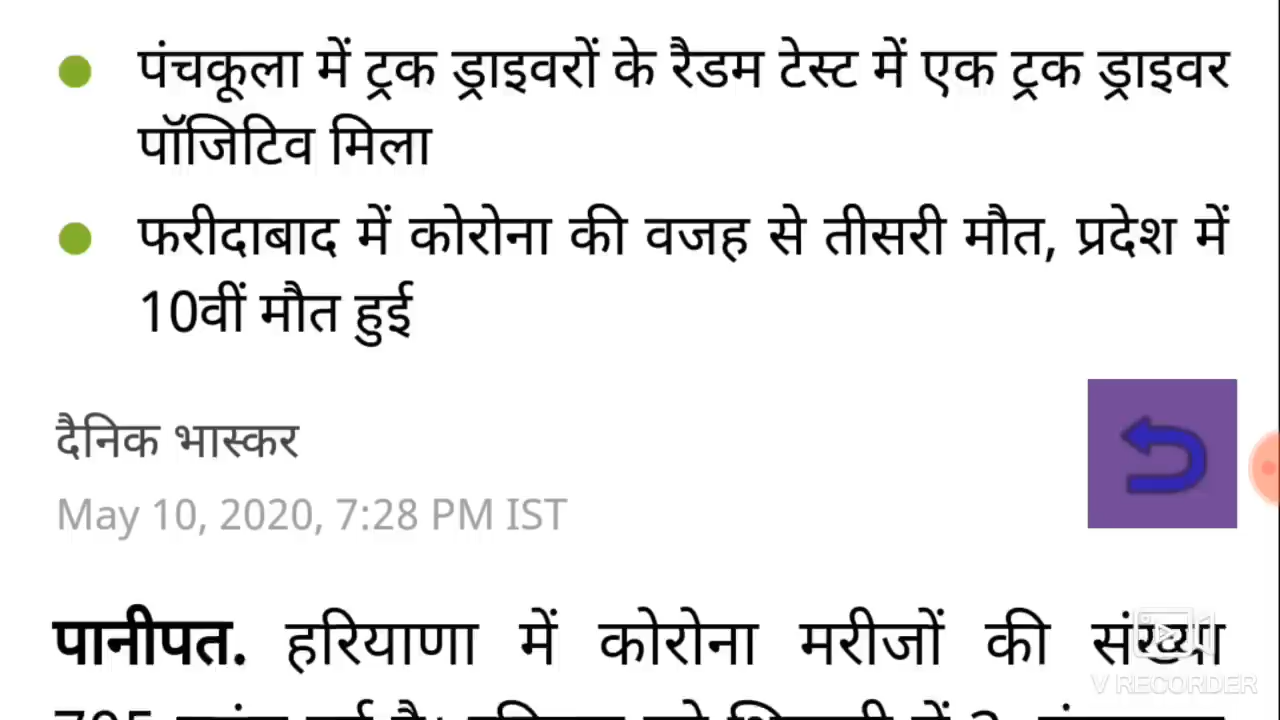 पंचकूला में ट्रक ड्राइवरों के रैडम टेस्ट में एक ट्रक ड्राइवर
पॉजिटिव मिला
फरीदाबाद में कोरोना की वजह से तीसरी मौत, प्रदेश में
10वीं मौत हुई
दैनिक भास्कर
May 10, 2020, 7:28 PM IST
पानीपत. हरियाणा में कोरोना मरीजों की संख्या
V RECORDER